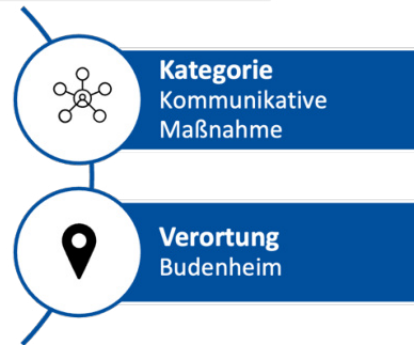 Kategorie
Kommunikative
Maßnahme
Verortung
Budenheim